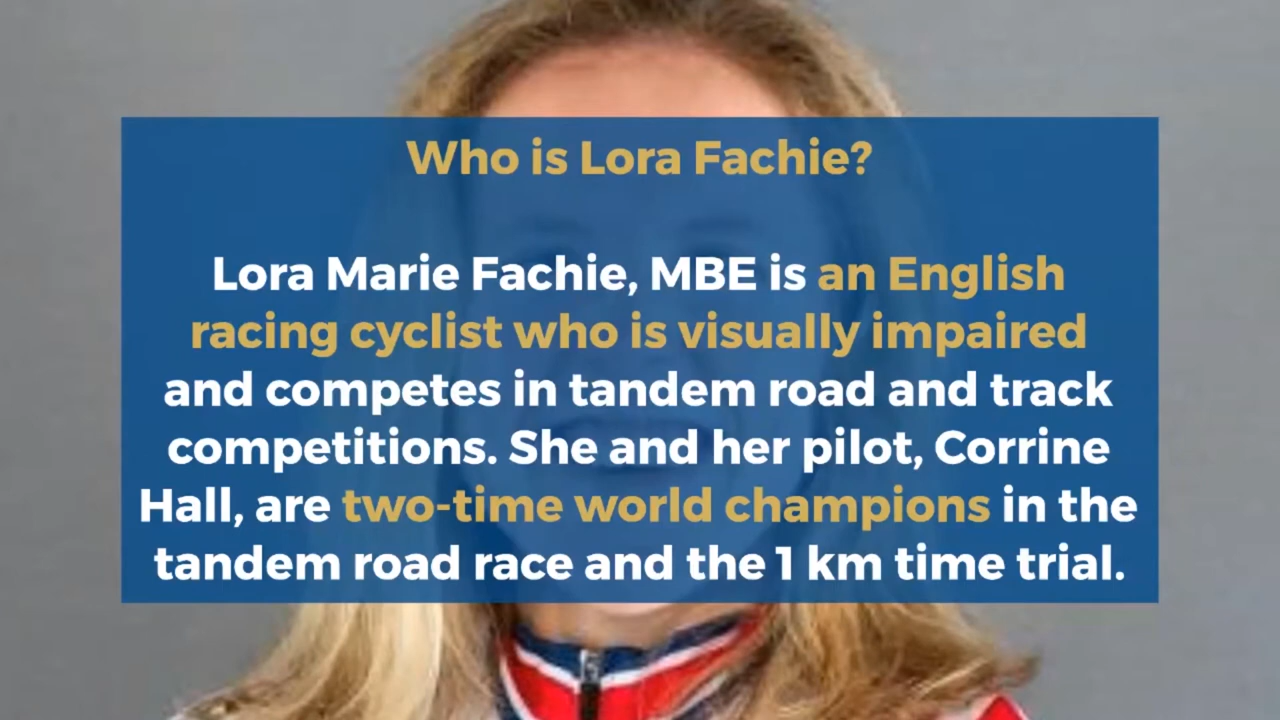 Who is Lora Fachie?
Lora Marie Fachie, MBE is an English
racing cyclist who is visually impaired
and competes in tandem road and track
competitions. She and her pilot, Corrine
Hall, are two-time world champions in the
tandem road race and the 1 km time trial.